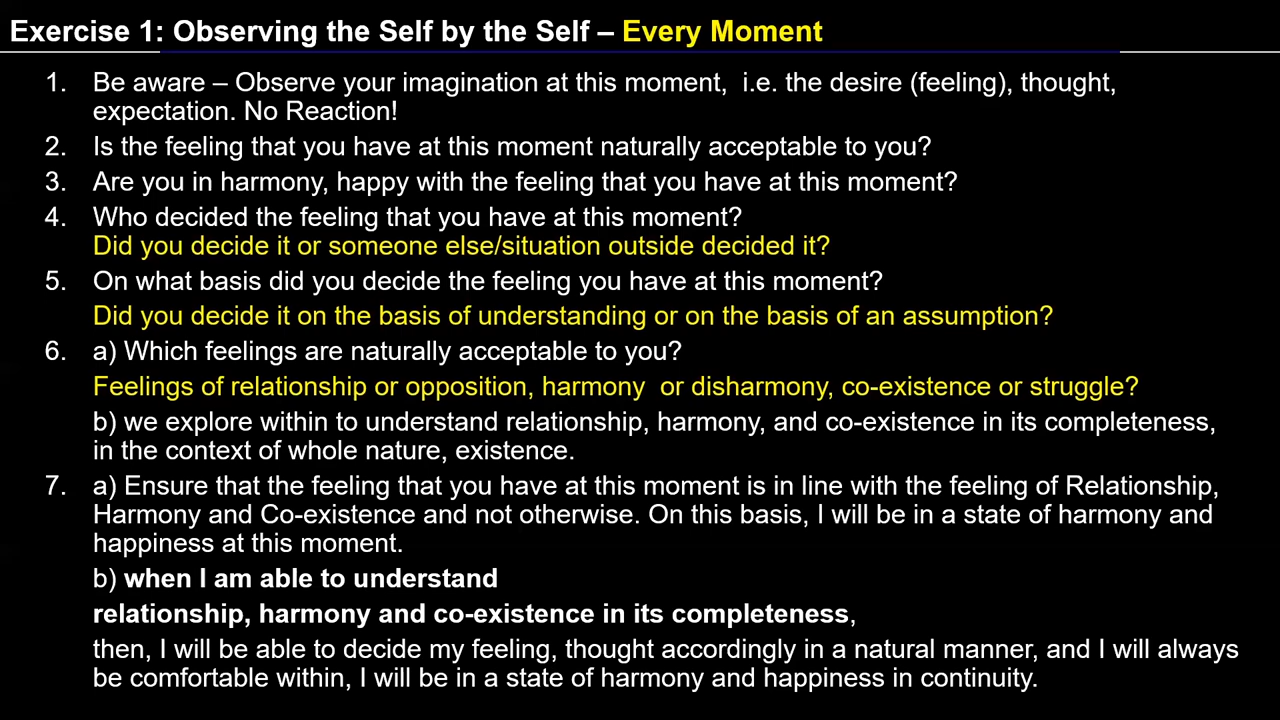 Exercise 1: Observing the Self by the Self – Every Moment
1. Be aware – Observe your imagination at this moment, i.e. the desire (feeling), thought,
expectation. No Reaction!
2. Is the feeling that you have at this moment naturally acceptable to you?
3. Are you in harmony, happy with the feeling that you have at this moment?
4. Who decided the feeling that you have at this moment?
Did you decide it or someone else/situation outside decided it?
5. On what basis did you decide the feeling you have at this moment?
Did you decide it on the basis of understanding or on the basis of an assumption?
6. a) Which feelings are naturally acceptable to you?
Feelings of relationship or opposition, harmony or disharmony, co-existence or struggle?
b) we explore within to understand relationship, harmony, and co-existence in its completeness,
in the context of whole nature, existence.
7. a) Ensure that the feeling that you have at this moment is in line with the feeling of Relationship,
Harmony and Co-existence and not otherwise. On this basis, I will be in a state of harmony and
happiness at this moment.
b) when I am able to understand
relationship, harmony and co-existence in its completeness,
then, I will be able to decide my feeling, thought accordingly in a natural manner, and I will always
be comfortable within, I will be in a state of harmony and happiness in continuity.